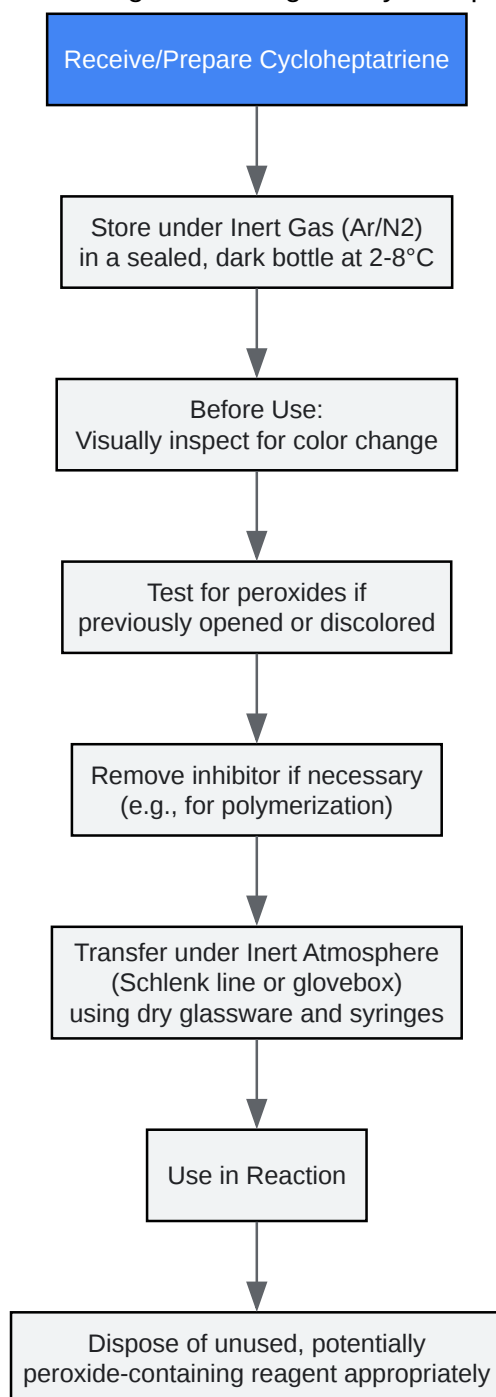 Receive/Prepare Cycloheptatriene
Store under Inert Gas (Ar/N2)
in a sealed, dark bottle at 2-8°C
Before Use:
Visually inspect for color change
Test for peroxides if
previously opened or discolored
Remove inhibitor if necessary
(e.g., for polymerization)
Transfer under Inert Atmosphere
(Schlenk line or glovebox)
using dry glassware and syringes
Use in Reaction
Dispose of unused, potentially
peroxide-containing reagent appropriately